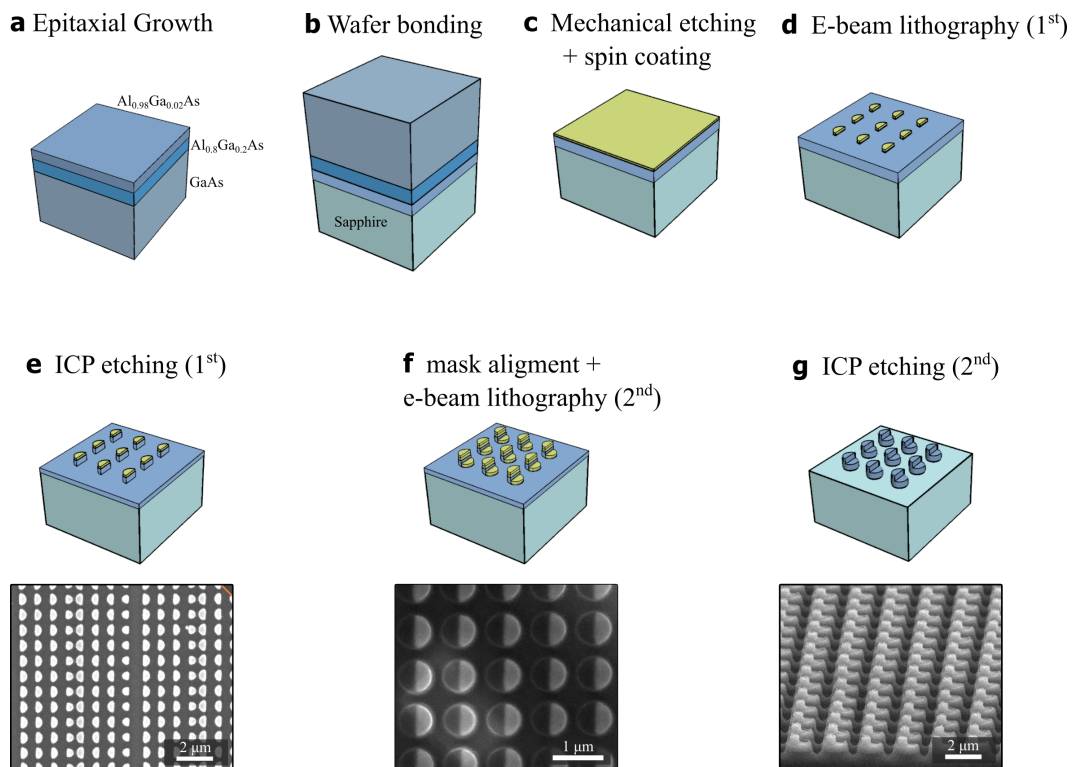 a Epitaxial Growth
b Wafer bonding
c Mechanical etching
+ spin coating
d E-beam lithography (1st)
Al0.98Ga0.02As
Al0.8Ga0.2As
GaAs
Sapphire
e ICP etching (1st)
f mask aligment +
e-beam lithography (2nd)
g ICP etching (2nd)
2 μm
1 μm
2 μm